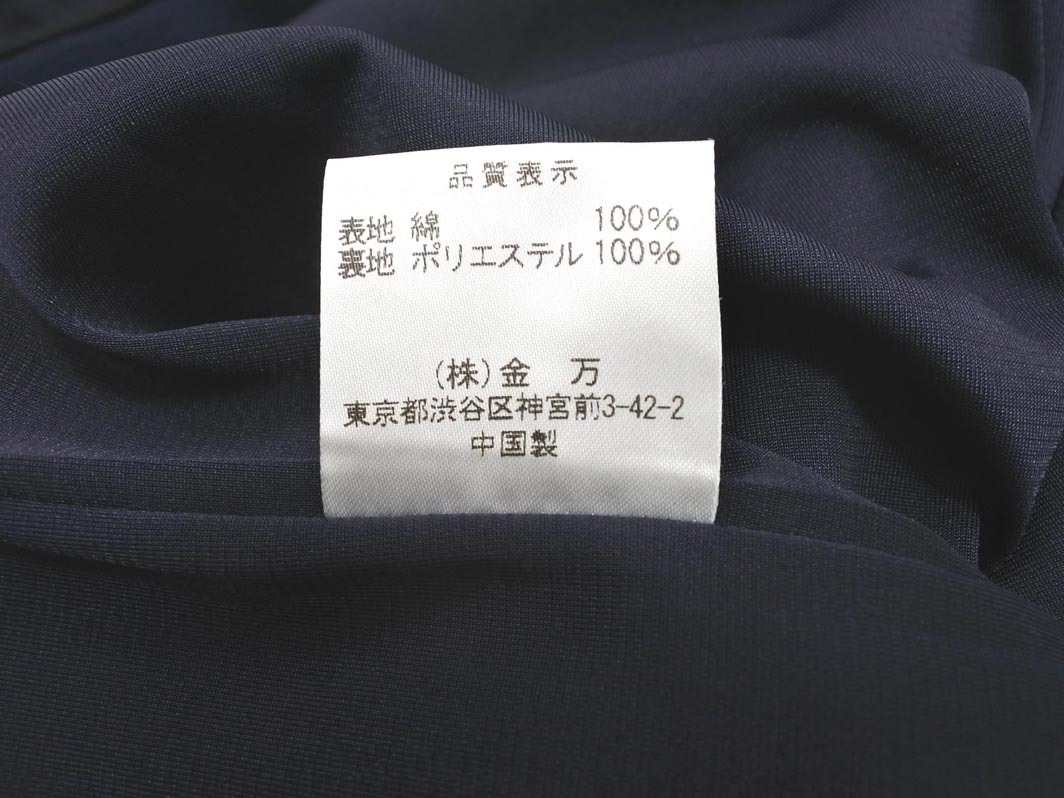 品質表示
表地 綿 100%
裏地 ポリエステル 100%
(株)金 万
東京都渋谷区神宮前3-42-2
中国製